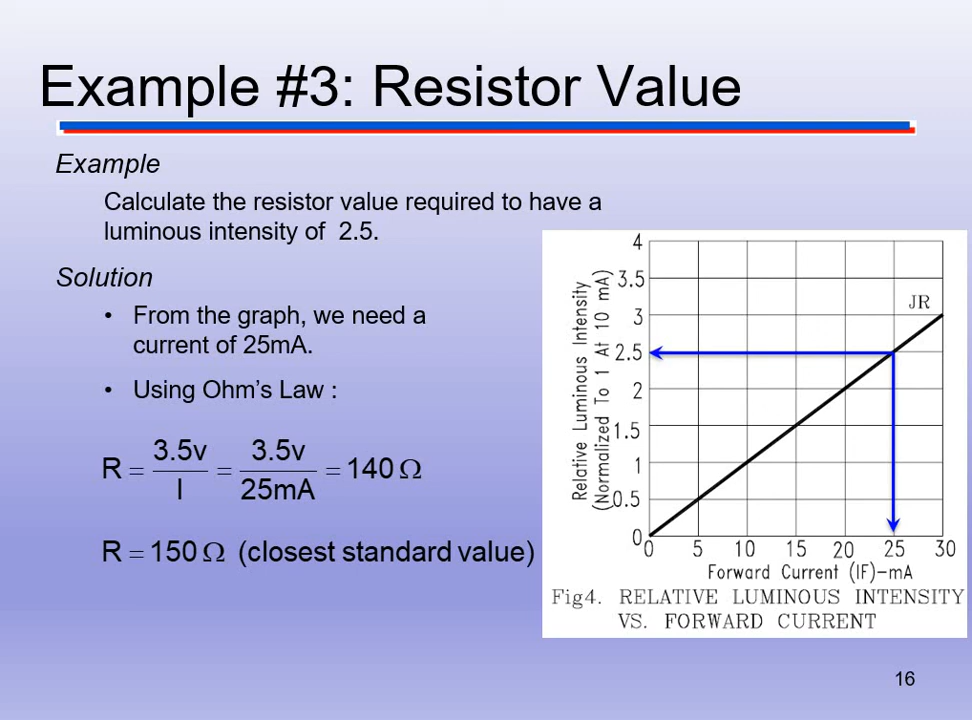 Example #3: Resistor Value
Example
Calculate the resistor value required to have a
luminous intensity of 2.5.
Solution
• From the graph, we need a
current of 25mA.
• Using Ohm's Law :
R = 3.5v / I = 3.5v / 25mA = 140 Ω
R = 150 Ω (closest standard value)
Relative Luminous Intensity
(Normalized To 1 At 10 mA)
4
3.5
3
2.5
2
1.5
1
0.5
0
JR
0 5 10 15 20 25 30
Forward Current (IF)-mA
Fig4. RELATIVE LUMINOUS INTENSITY
VS. FORWARD CURRENT
16